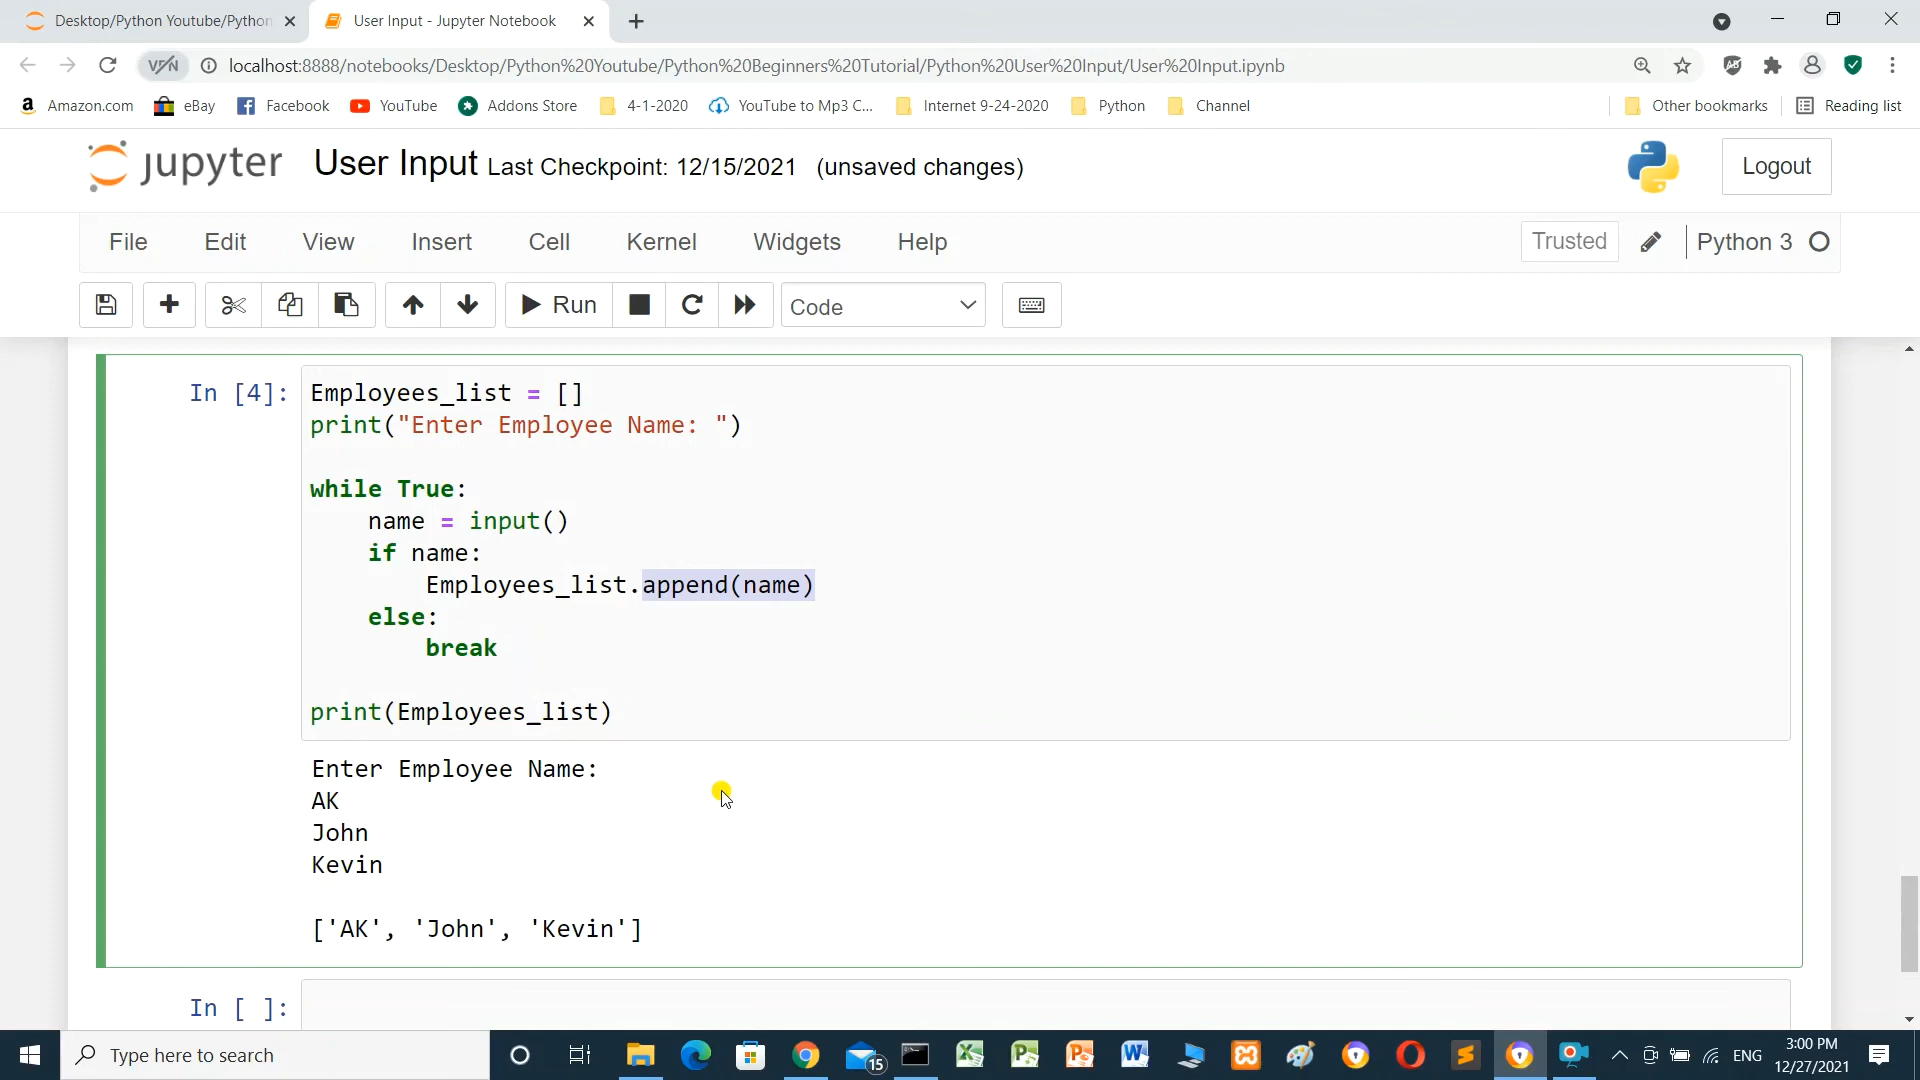 Desktop/Python Youtube/Python
User Input - Jupyter Notebook
VPN
localhost:8888/notebooks/Desktop/Python%20Youtube/Python%20Beginners%20Tutorial/Python%20User%20Input/User%20Input.ipynb
Amazon.com
eBay
Facebook
YouTube
Addons Store
4-1-2020
YouTube to Mp3 C...
Internet 9-24-2020
Python
Channel
Other bookmarks
Reading list
jupyter User Input Last Checkpoint: 12/15/2021 (unsaved changes)
Logout
File Edit View Insert Cell Kernel Widgets Help
Trusted
Python 3
Run
Code
In [4]:
Employees_list = []
print("Enter Employee Name: ")
while True:
name = input()
if name:
Employees_list.append(name)
else:
break
print(Employees_list)
Enter Employee Name:
AK
John
Kevin
['AK', 'John', 'Kevin']
In [ ]:
Type here to search
15
ENG
3:00 PM
12/27/2021